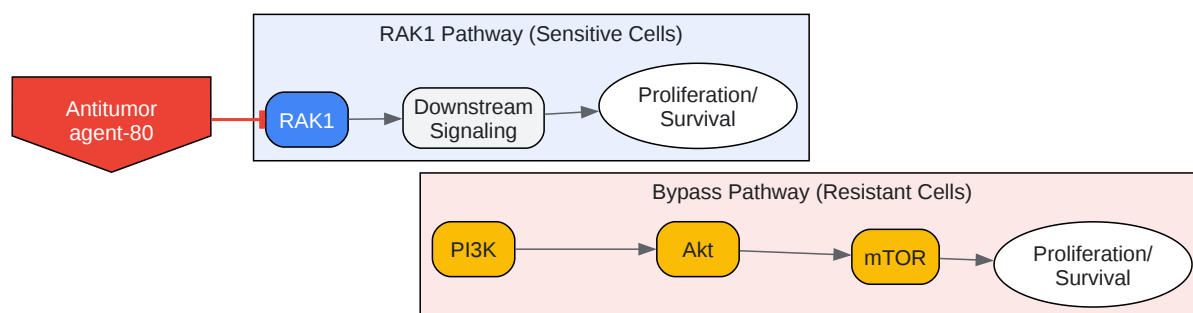 RAK1 Pathway (Sensitive Cells)
Antitumor
agent-80
RAK1
Downstream
Signaling
Proliferation/
Survival
Bypass Pathway (Resistant Cells)
PI3K
Akt
mTOR
Proliferation/
Survival